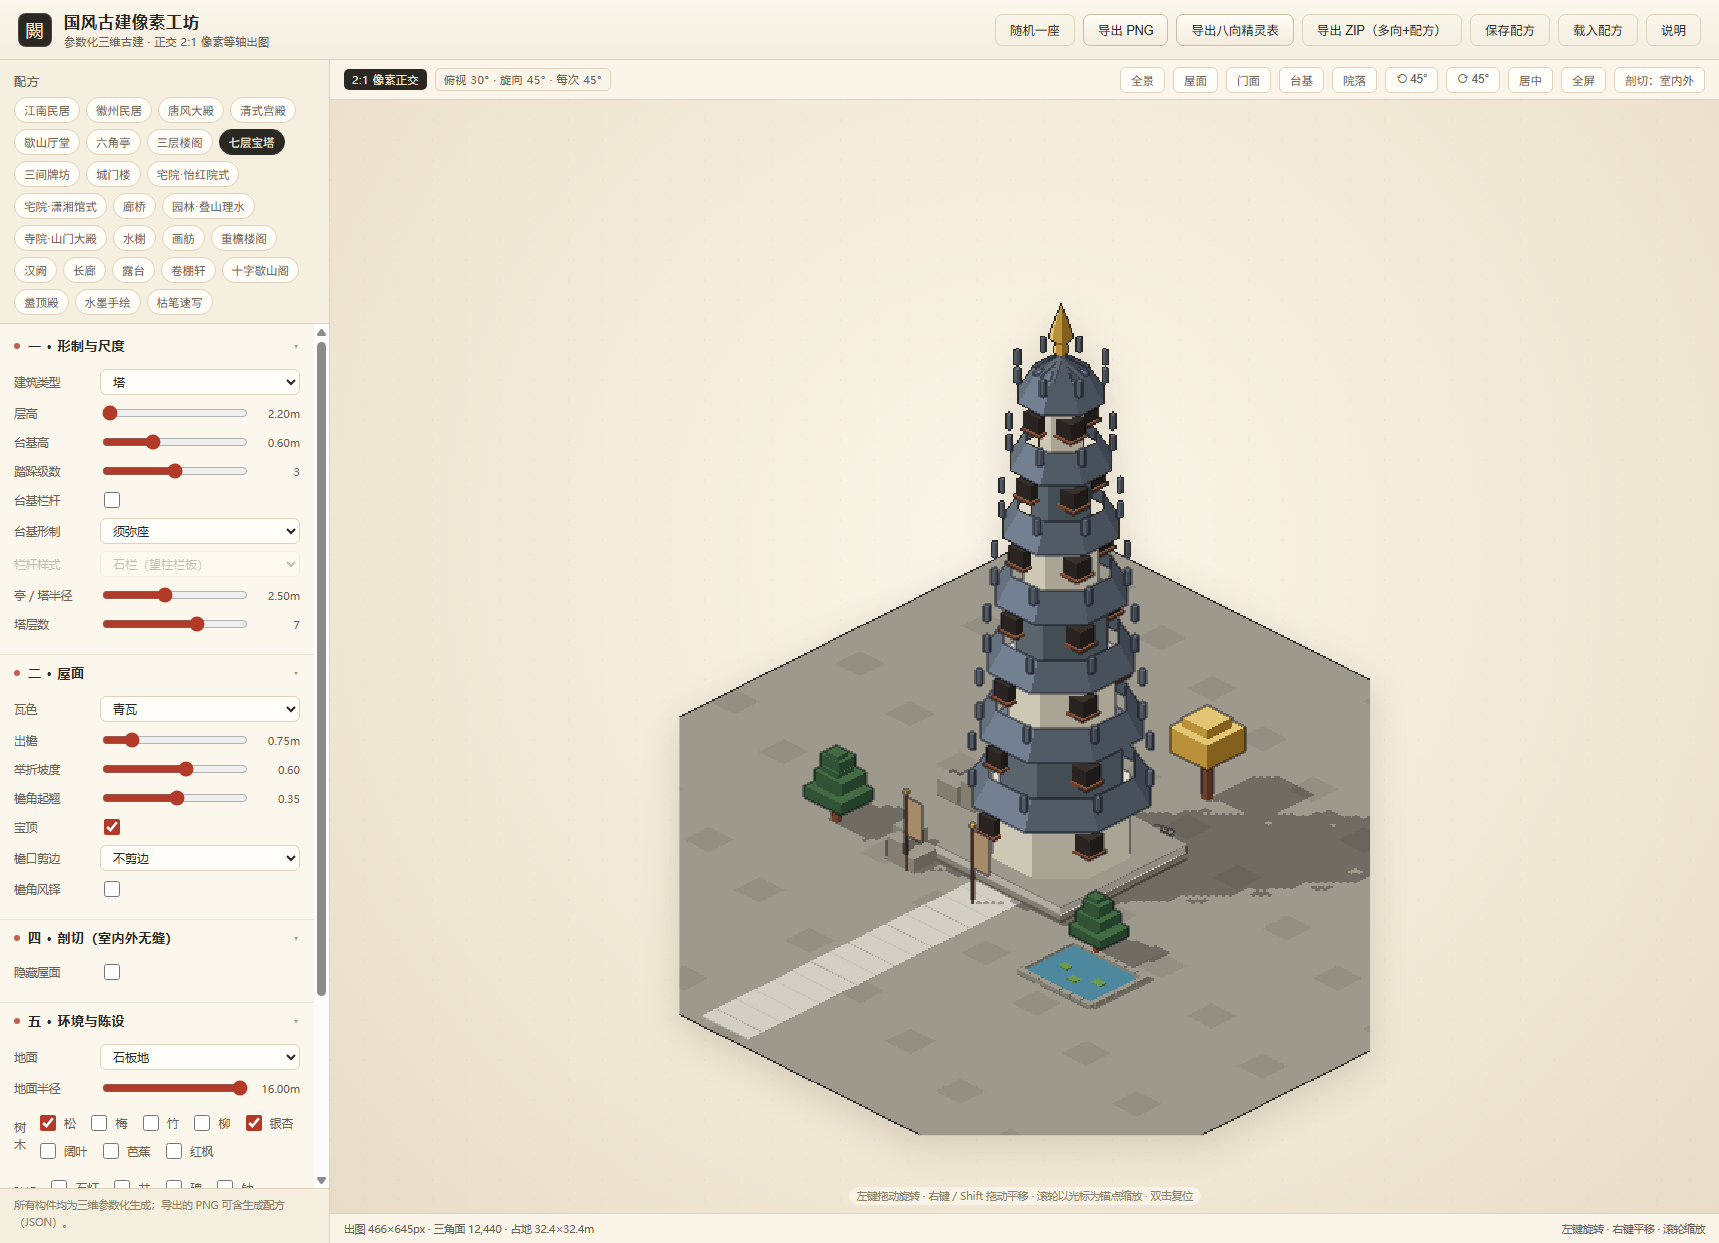 闕
国风古建像素工坊
参数化三维古建 · 正交 2:1 像素等轴出图
随机一座
导出 PNG
导出八向精灵表
导出 ZIP（多向+配方）
保存配方
载入配方
说明
配方
江南民居 徽州民居 唐风大殿 清式宫殿
歇山厅堂 六角亭 三层楼阁 七层宝塔
三间牌坊 城门楼 宅院·怡红院式
宅院·潇湘馆式 廊桥 园林·叠山理水
寺院·山门大殿 水榭 画舫 重檐楼阁
汉阙 长廊 露台 卷棚轩 十字歇山阁
盝顶殿 水墨手绘 枯笔速写
2:1 像素正交 俯视 30° · 旋向 45° · 每次 45°
全景 屋面 门面 台基 院落 ⟲ 45° ⟳ 45° 居中 全屏 剖切：室内外
一 • 形制与尺度
建筑类型 塔
层高 2.20m
台基高 0.60m
踏跺级数 3
台基栏杆
台基形制 须弥座
栏杆样式 石栏（望柱栏板）
亭 / 塔半径 2.50m
塔层数 7
二 • 屋面
瓦色 青瓦
出檐 0.75m
举折坡度 0.60
檐角起翘 0.35
宝顶
檐口剪边 不剪边
檐角风铎
四 • 剖切（室内外无缝）
隐藏屋面
五 • 环境与陈设
地面 石板地
地面半径 16.00m
树木 松 梅 竹 柳 银杏
阔叶 芭蕉 红枫
所有构件均为三维参数化生成；导出的 PNG 可含生成配方
（JSON）。
左键拖动旋转 · 右键 / Shift 拖动平移 · 滚轮以光标为锚点缩放 · 双击复位
出图 466×645px · 三角面 12,440 · 占地 32.4×32.4m
左键旋转 · 右键平移 · 滚轮缩放